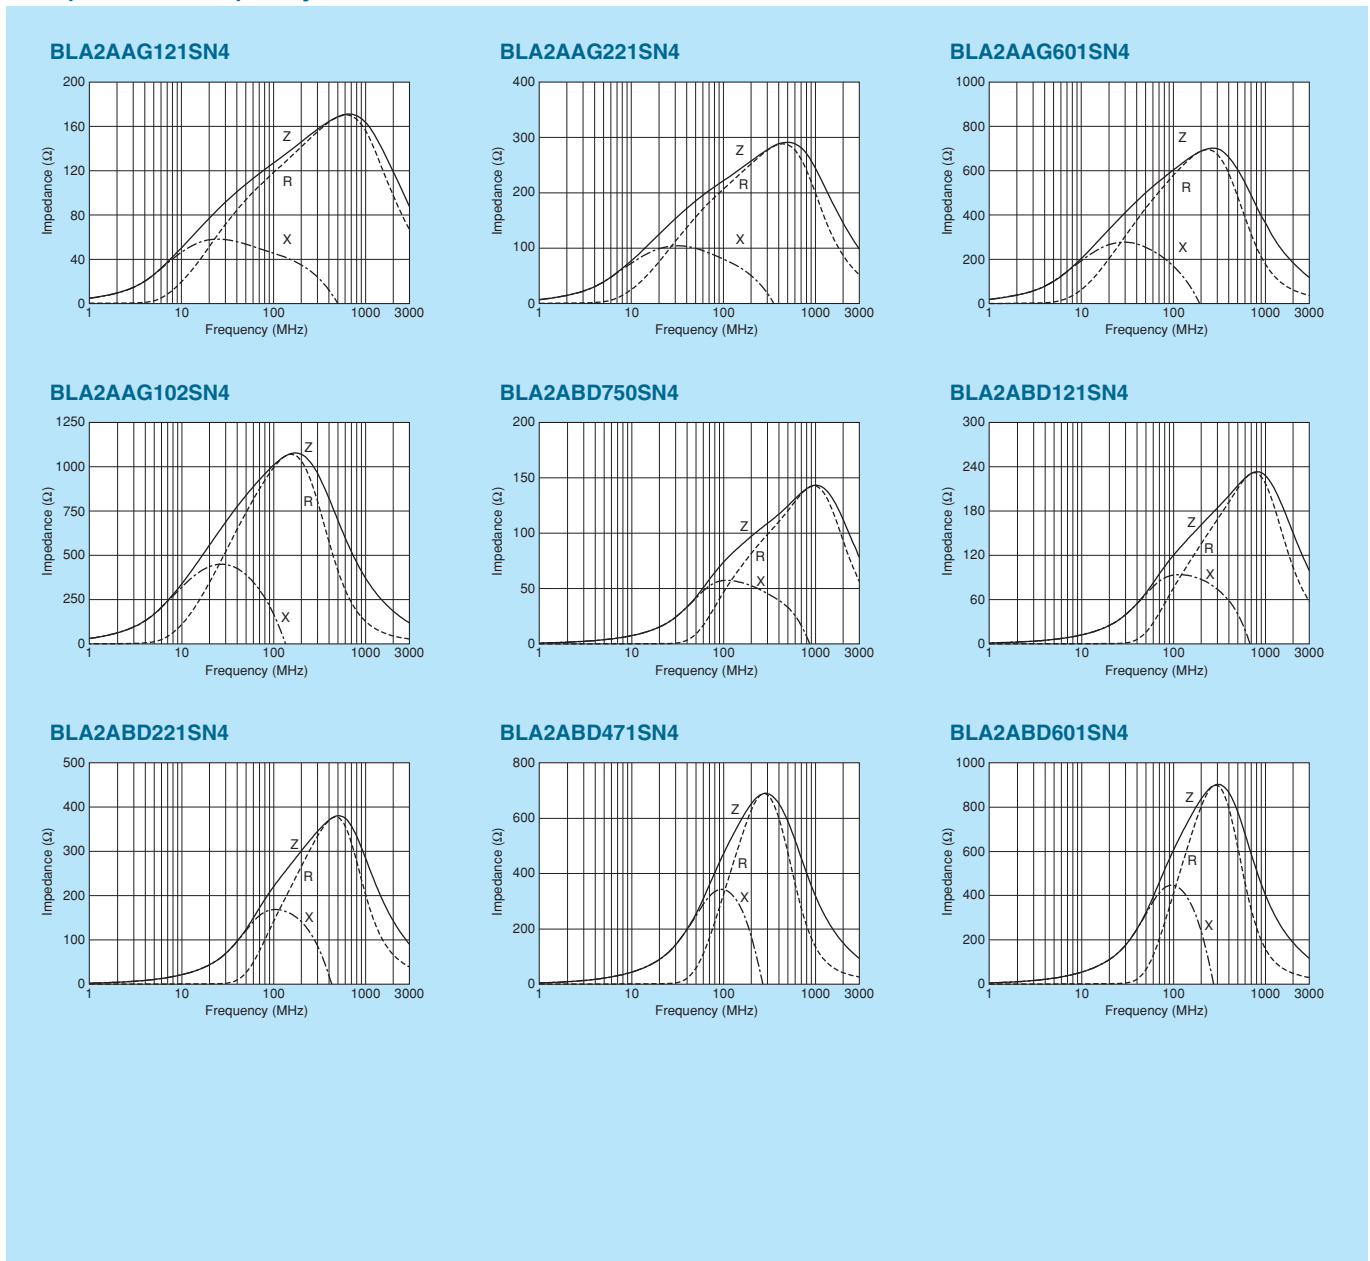 BLA2AAG121SN4
200
160
120
80
40
0
Impedance (Ω)
Z
R
X
1
10
100
1000
3000
Frequency (MHz)
BLA2AAG221SN4
400
300
200
100
0
Impedance (Ω)
Z
R
X
1
10
100
1000
3000
Frequency (MHz)
BLA2AAG601SN4
1000
800
600
400
200
0
Impedance (Ω)
Z
R
X
1
10
100
1000
3000
Frequency (MHz)
BLA2AAG102SN4
1250
1000
750
500
250
0
Impedance (Ω)
Z
R
X
1
10
100
1000
3000
Frequency (MHz)
BLA2ABD750SN4
200
150
100
50
0
Impedance (Ω)
Z
R
X
1
10
100
1000
3000
Frequency (MHz)
BLA2ABD121SN4
300
240
180
120
60
0
Impedance (Ω)
Z
R
X
1
10
100
1000
3000
Frequency (MHz)
BLA2ABD221SN4
500
400
300
200
100
0
Impedance (Ω)
Z
R
X
1
10
100
1000
3000
Frequency (MHz)
BLA2ABD471SN4
800
600
400
200
0
Impedance (Ω)
Z
R
X
1
10
100
1000
3000
Frequency (MHz)
BLA2ABD601SN4
1000
800
600
400
200
0
Impedance (Ω)
Z
R
X
1
10
100
1000
3000
Frequency (MHz)